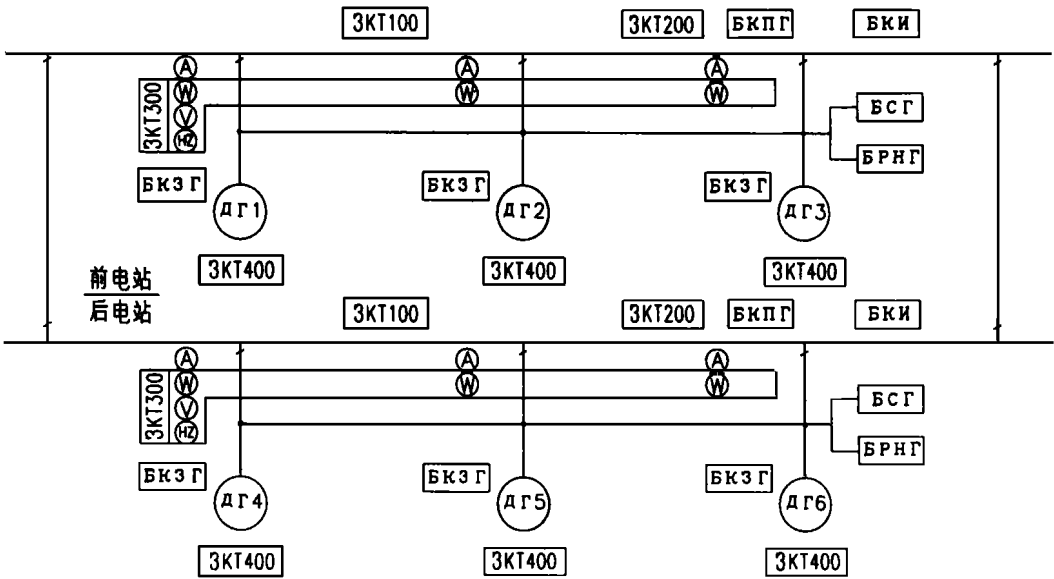 ЗКТ100 ЗКТ200 БКПГ БКИ
A A A
W W W
ЗКТ300
V
HZ
БСГ
БРНГ
БКЗГ БКЗГ БКЗГ
ДГ1 ДГ2 ДГ3
ЗКТ400 ЗКТ400 ЗКТ400
前电站
后电站
ЗКТ100 ЗКТ200 БКПГ БКИ
A A A
W W W
ЗКТ300
V
HZ
БСГ
БРНГ
БКЗГ БКЗГ БКЗГ
ДГ4 ДГ5 ДГ6
ЗКТ400 ЗКТ400 ЗКТ400